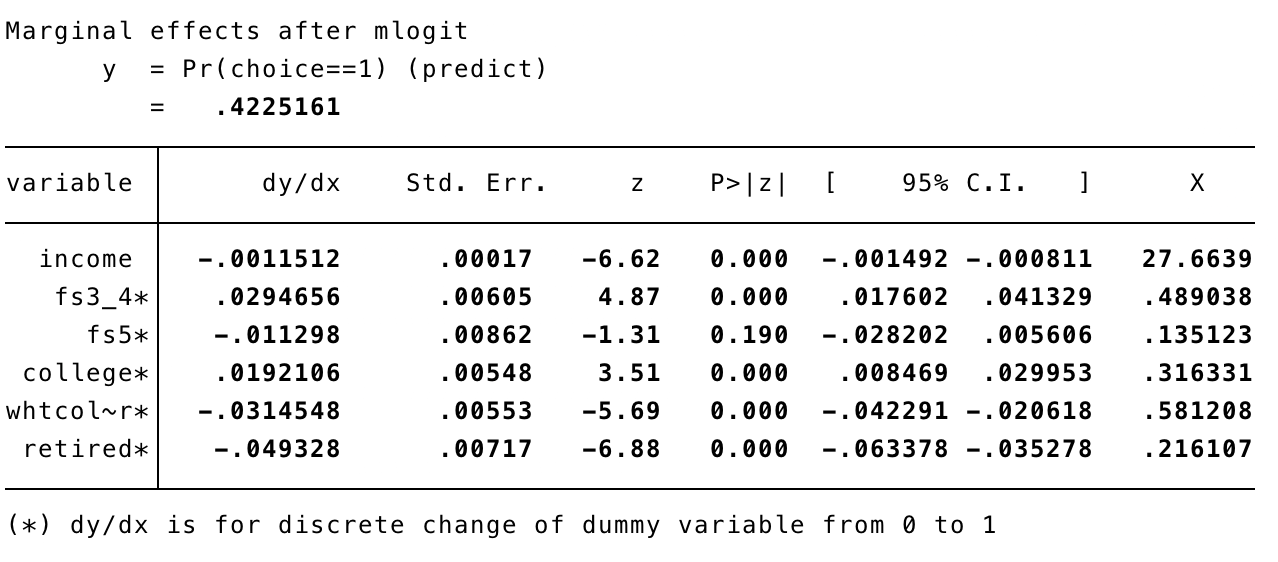 Marginal effects after mlogit
y = Pr(choice==1) (predict)
= .4225161
variable dy/dx Std. Err. z P>|z| [ 95% C.I. ] X
income -.0011512 .00017 -6.62 0.000 -.001492 -.000811 27.6639
fs3_4* .0294656 .00605 4.87 0.000 .017602 .041329 .489038
fs5* -.011298 .00862 -1.31 0.190 -.028202 .005606 .135123
college* .0192106 .00548 3.51 0.000 .008469 .029953 .316331
whtcol~r* -.0314548 .00553 -5.69 0.000 -.042291 -.020618 .581208
retired* -.049328 .00717 -6.88 0.000 -.063378 -.035278 .216107
(*) dy/dx is for discrete change of dummy variable from 0 to 1